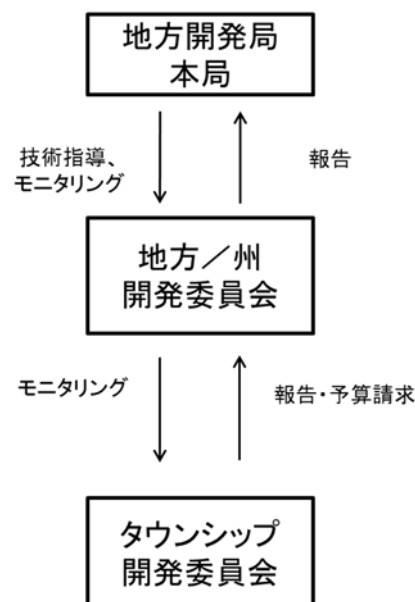 地方開発局
本局
技術指導、
モニタリング
報告
地方／州
開発委員会
モニタリング
報告・予算請求
タウンシップ
開発委員会